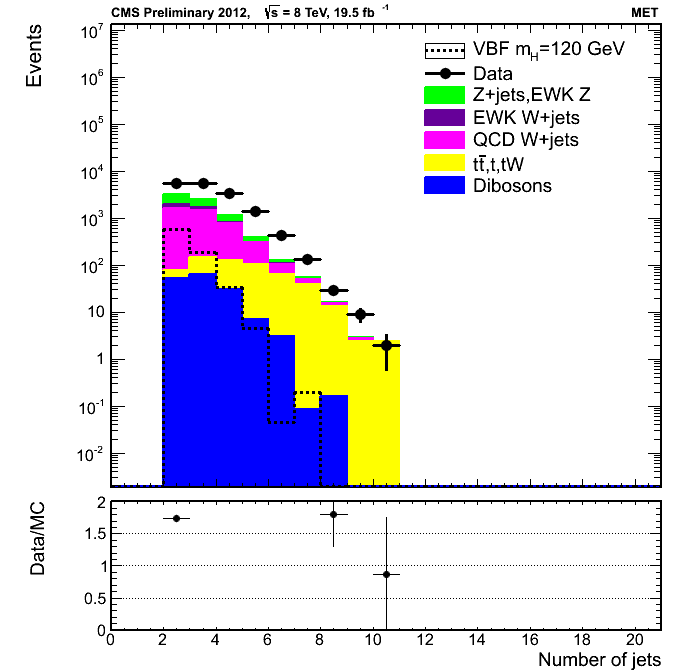 CMS Preliminary 2012, √s = 8 TeV, 19.5 fb⁻¹ MET
Events
10⁷
10⁶
10⁵
10⁴
10³
10²
10
1
10⁻¹
10⁻²
VBF m_H=120 GeV
Data
Z+jets,EWK Z
EWK W+jets
QCD W+jets
tt̄,t,tW
Dibosons
Data/MC
2
1.5
1
0.5
0
0 2 4 6 8 10 12 14 16 18 20
Number of jets